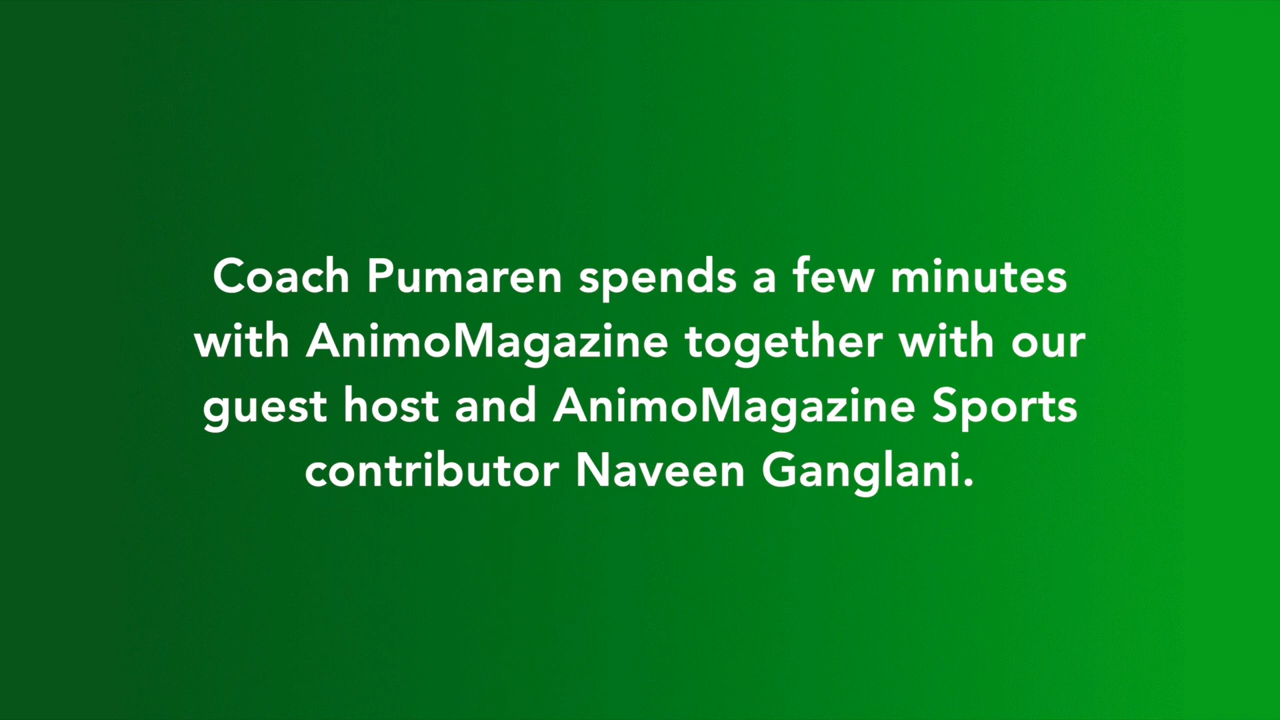 Coach Pumaren spends a few minutes
with AnimoMagazine together with our
guest host and AnimoMagazine Sports
contributor Naveen Ganglani.